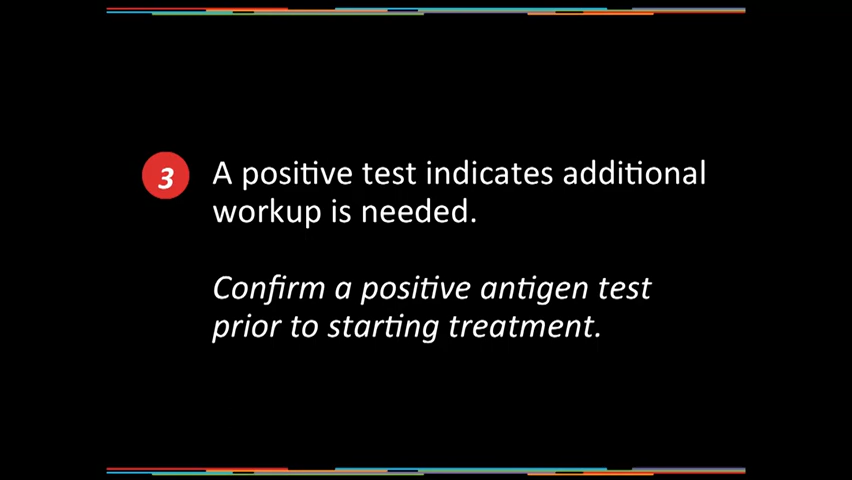 3
A positive test indicates additional
workup is needed.
Confirm a positive antigen test
prior to starting treatment.